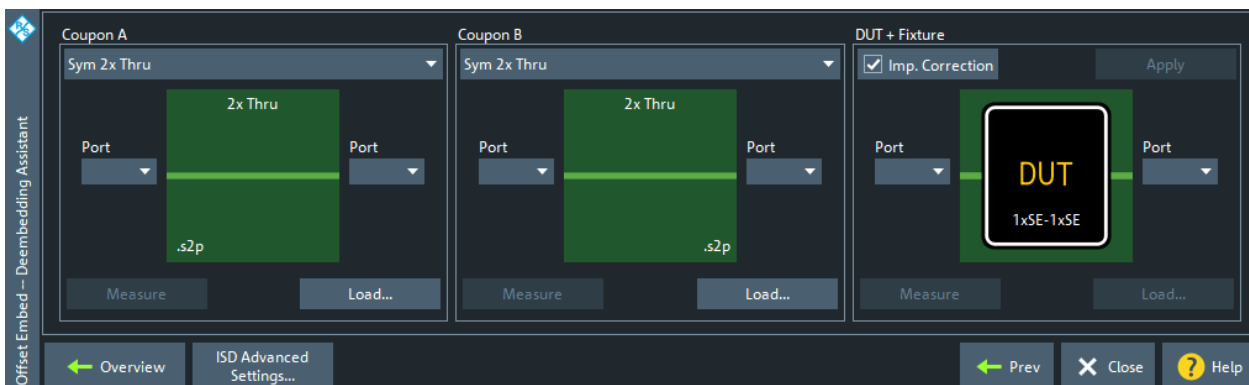 Offset Embed -- Deembedding Assistant
R&S
Coupon A
Sym 2x Thru
2x Thru
Port
Port
.s2p
Measure
Load...
Coupon B
Sym 2x Thru
2x Thru
Port
Port
.s2p
Measure
Load...
DUT + Fixture
Imp. Correction
Apply
Port
Port
DUT
1xSE-1xSE
Measure
Load...
Overview
ISD Advanced
Settings...
Prev
Close
? Help